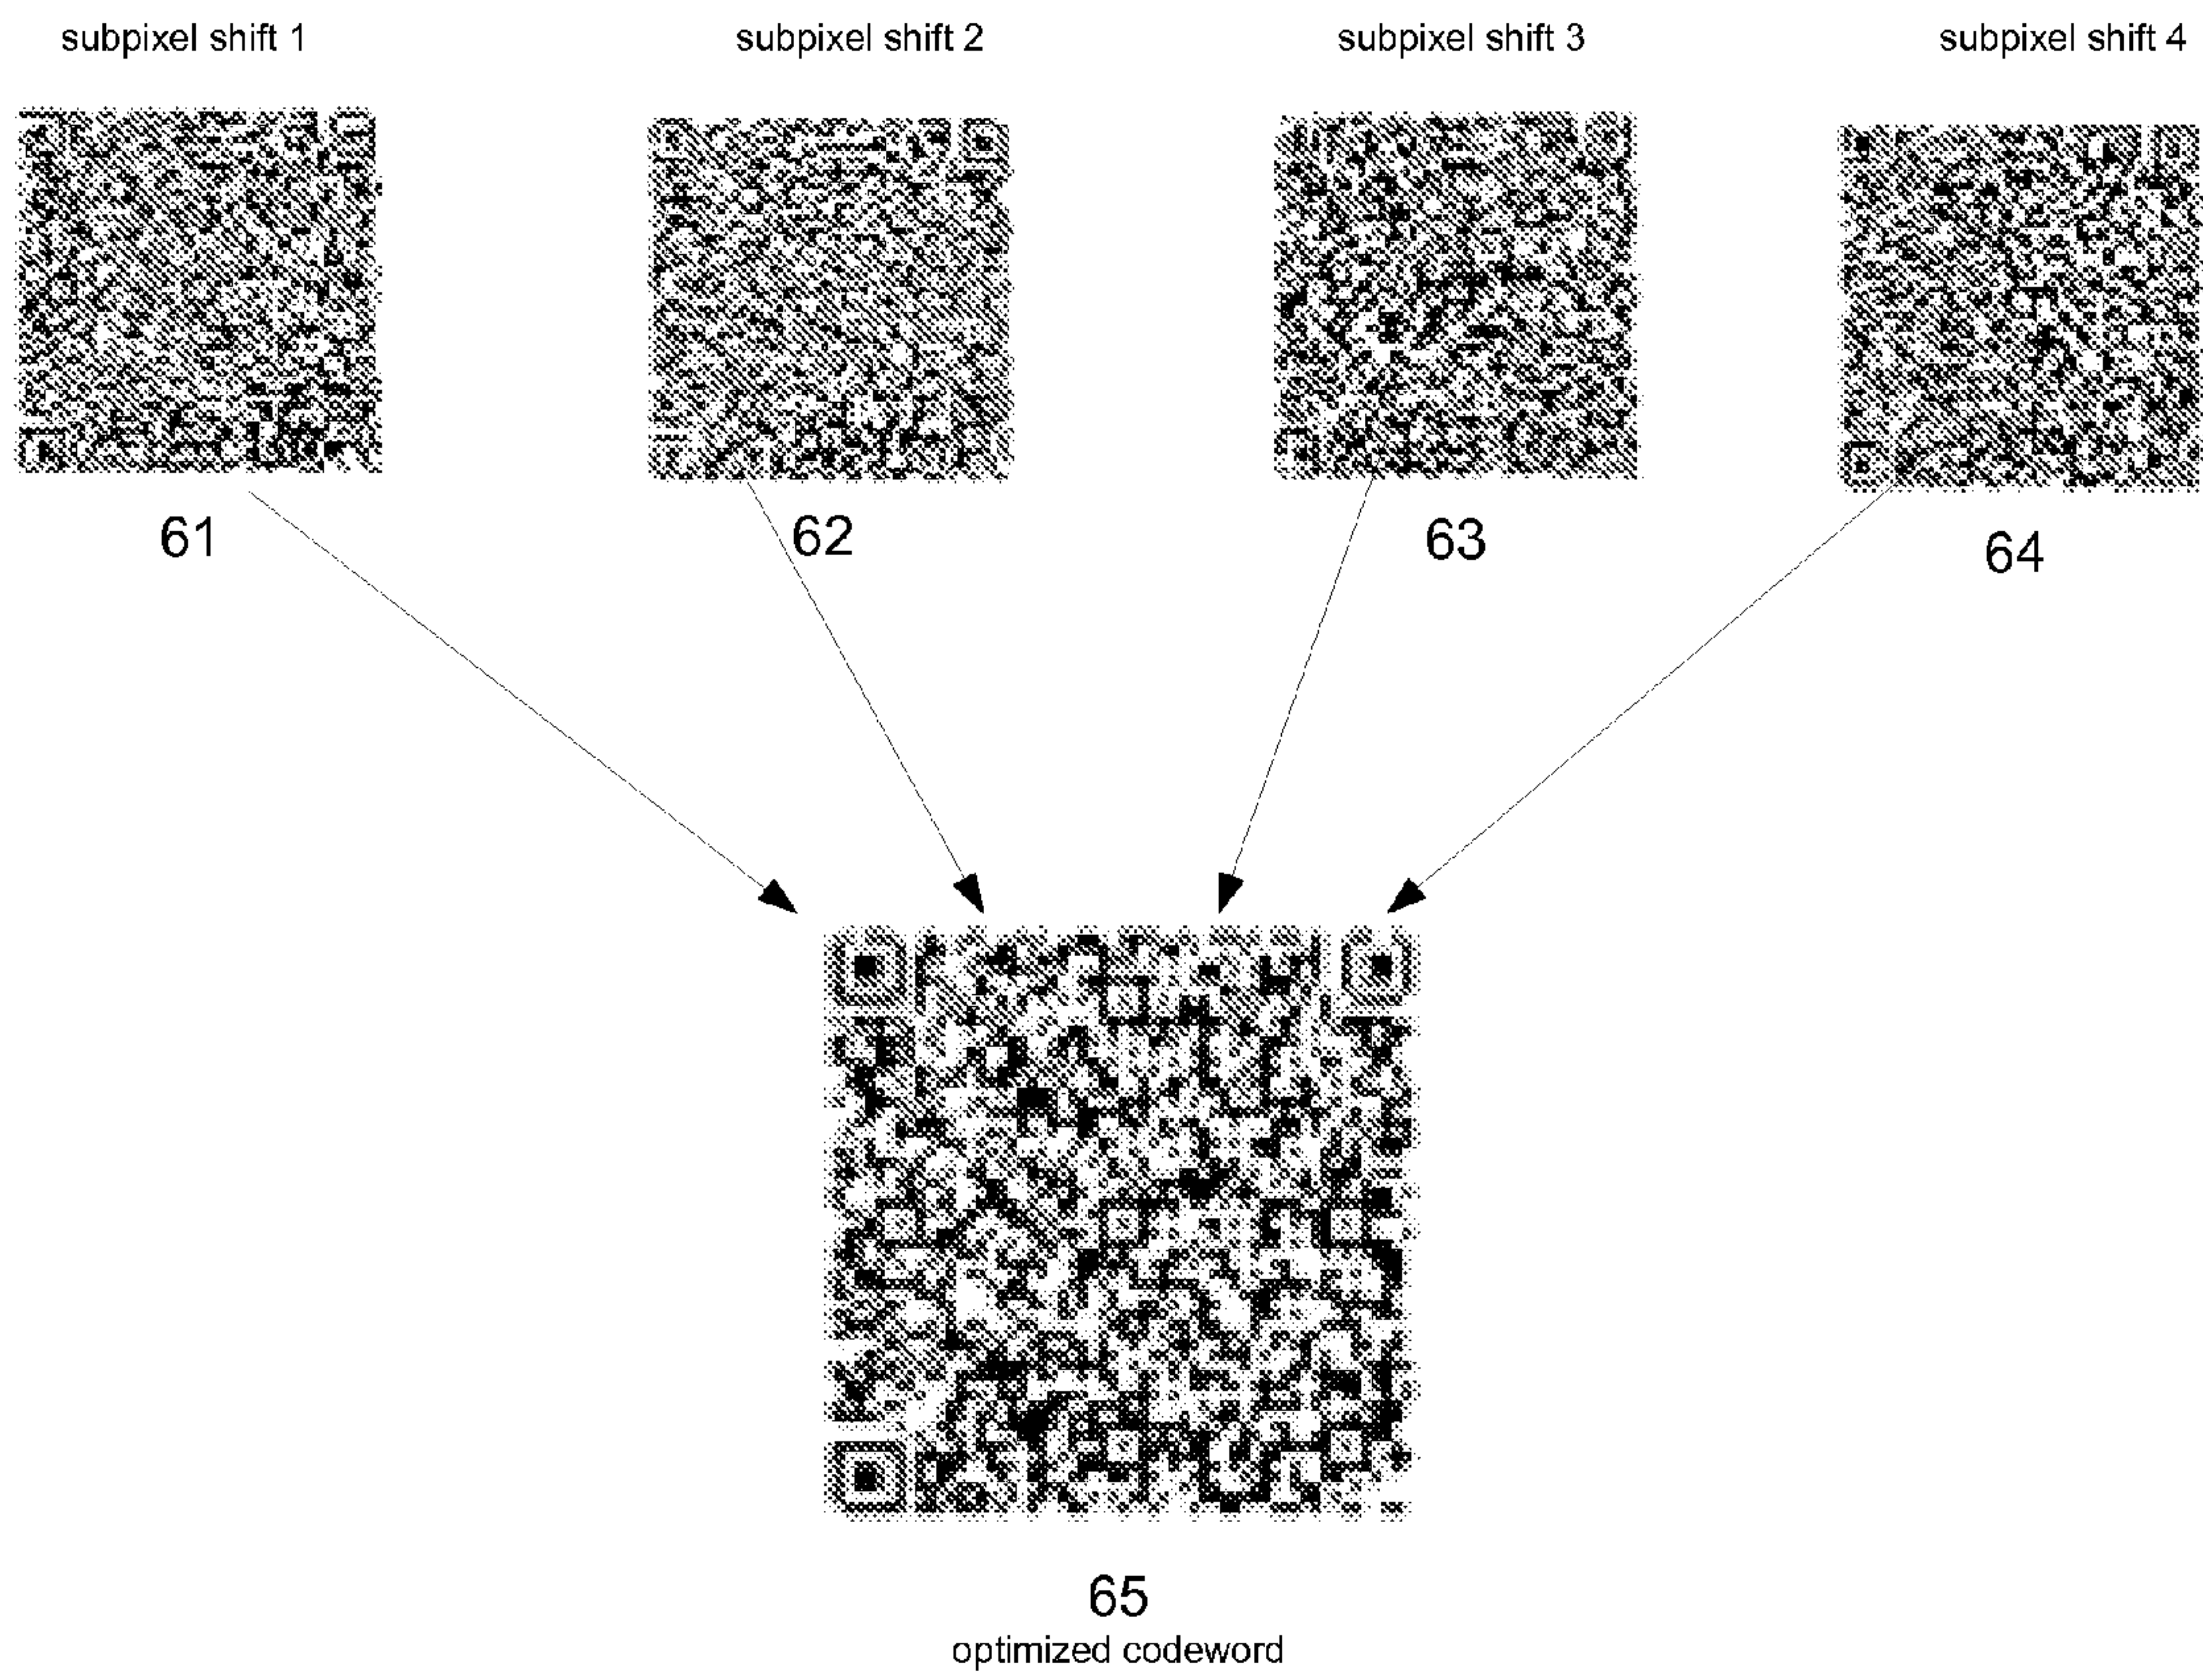 subpixel shift 1
subpixel shift 2
subpixel shift 3
subpixel shift 4
61
62
63
64
65
optimized codeword